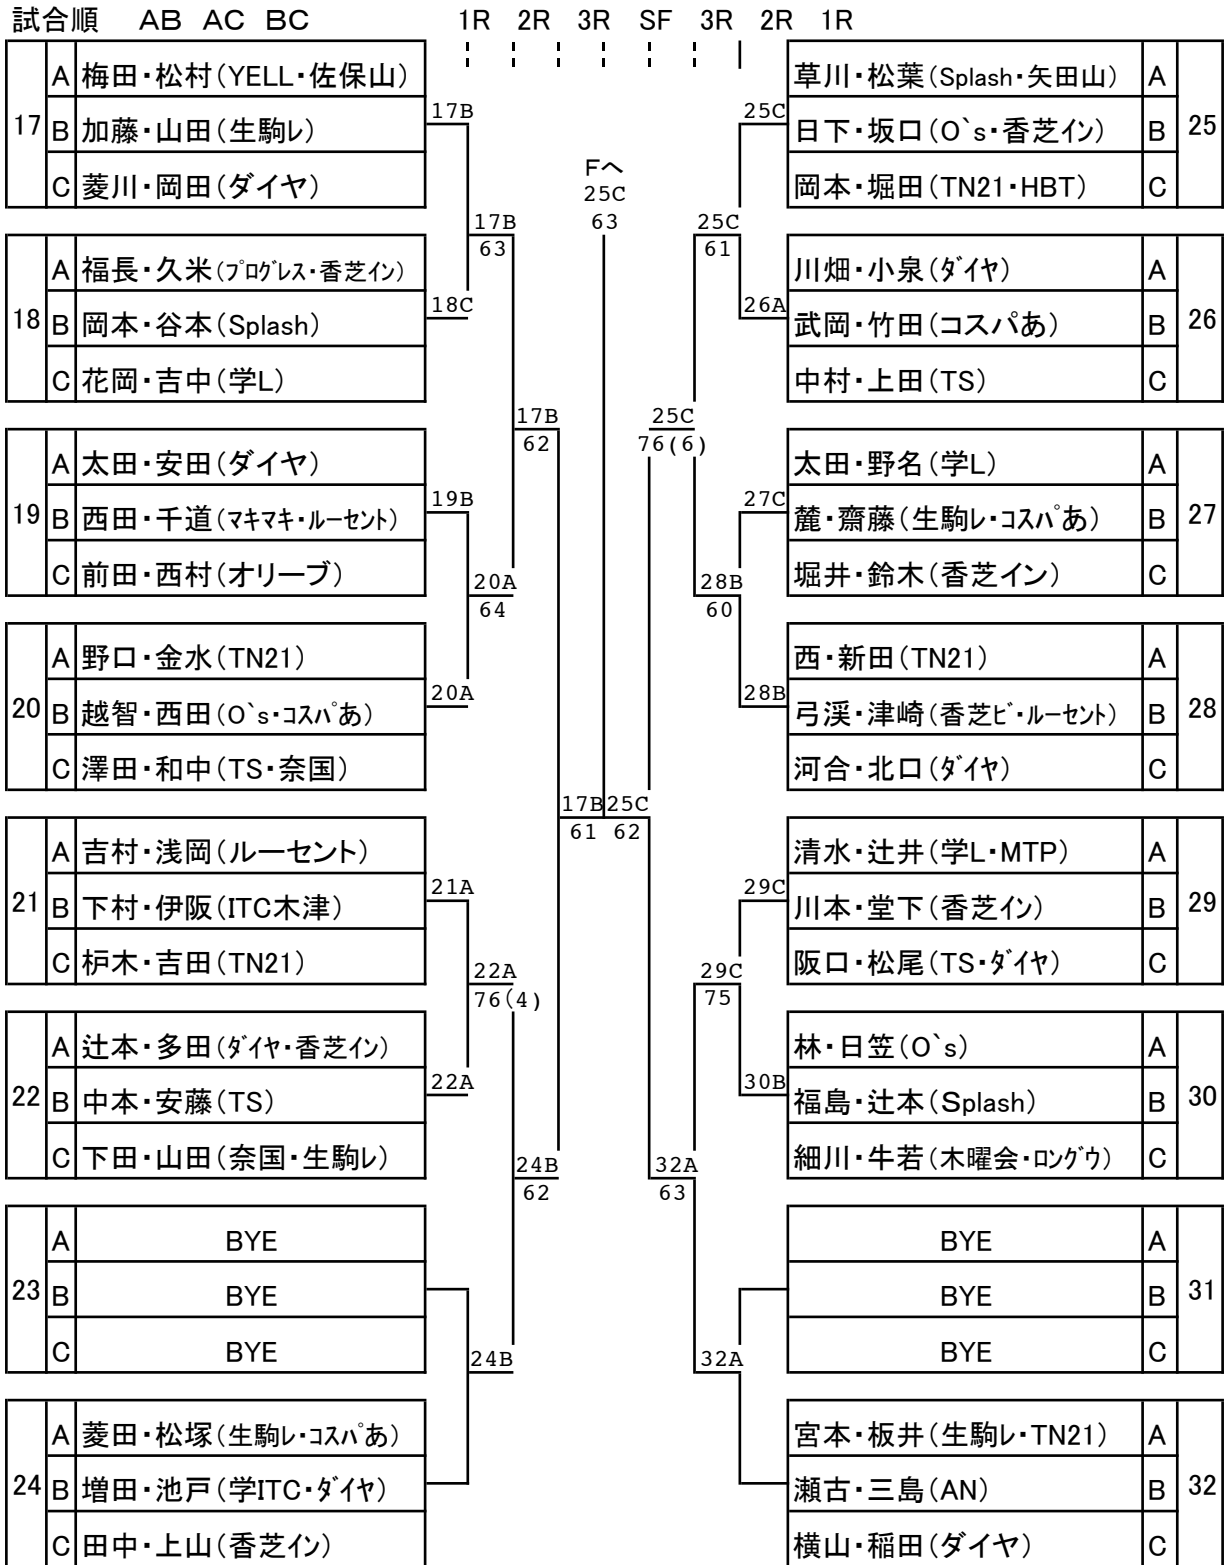 試合順 AB AC BC 1R 2R 3R SF 3R 2R 1R
17
A 梅田・松村(YELL・佐保山)
B 加藤・山田(生駒レ)
C 菱川・岡田(ダイヤ)
18
A 福長・久米(プログレス・香芝イン)
B 岡本・谷本(Splash)
C 花岡・吉中(学L)
19
A 太田・安田(ダイヤ)
B 西田・千道(マキマキ・ルーセント)
C 前田・西村(オリーブ)
20
A 野口・金水(TN21)
B 越智・西田(O`s・コスパあ)
C 澤田・和中(TS・奈国)
21
A 吉村・浅岡(ルーセント)
B 下村・伊阪(ITC木津)
C 枦木・吉田(TN21)
22
A 辻本・多田(ダイヤ・香芝イン)
B 中本・安藤(TS)
C 下田・山田(奈国・生駒レ)
23
A BYE
B BYE
C BYE
24
A 菱田・松塚(生駒レ・コスパあ)
B 増田・池戸(学ITC・ダイヤ)
C 田中・上山(香芝イン)
17B
18C
19B
20A
21A
22A
17B
63
20A
64
22A
76(4)
24B
17B
62
24B
62
17B
61
Fへ
25C
63
25C
62
25C
76(6)
32A
63
25C
61
28B
60
29C
75
32A
25C
26A
27C
28B
29C
30B
草川・松葉(Splash・矢田山) A
日下・坂口(O`s・香芝イン) B
岡本・堀田(TN21・HBT) C
25
川畑・小泉(ダイヤ) A
武岡・竹田(コスパあ) B
中村・上田(TS) C
26
太田・野名(学L) A
麓・齋藤(生駒レ・コスパあ) B
堀井・鈴木(香芝イン) C
27
西・新田(TN21) A
弓渓・津崎(香芝ビ・ルーセント) B
河合・北口(ダイヤ) C
28
清水・辻井(学L・MTP) A
川本・堂下(香芝イン) B
阪口・松尾(TS・ダイヤ) C
29
林・日笠(O`s) A
福島・辻本(Splash) B
細川・牛若(木曜会・ロングウ) C
30
BYE A
BYE B
BYE C
31
宮本・板井(生駒レ・TN21) A
瀬古・三島(AN) B
横山・稲田(ダイヤ) C
32